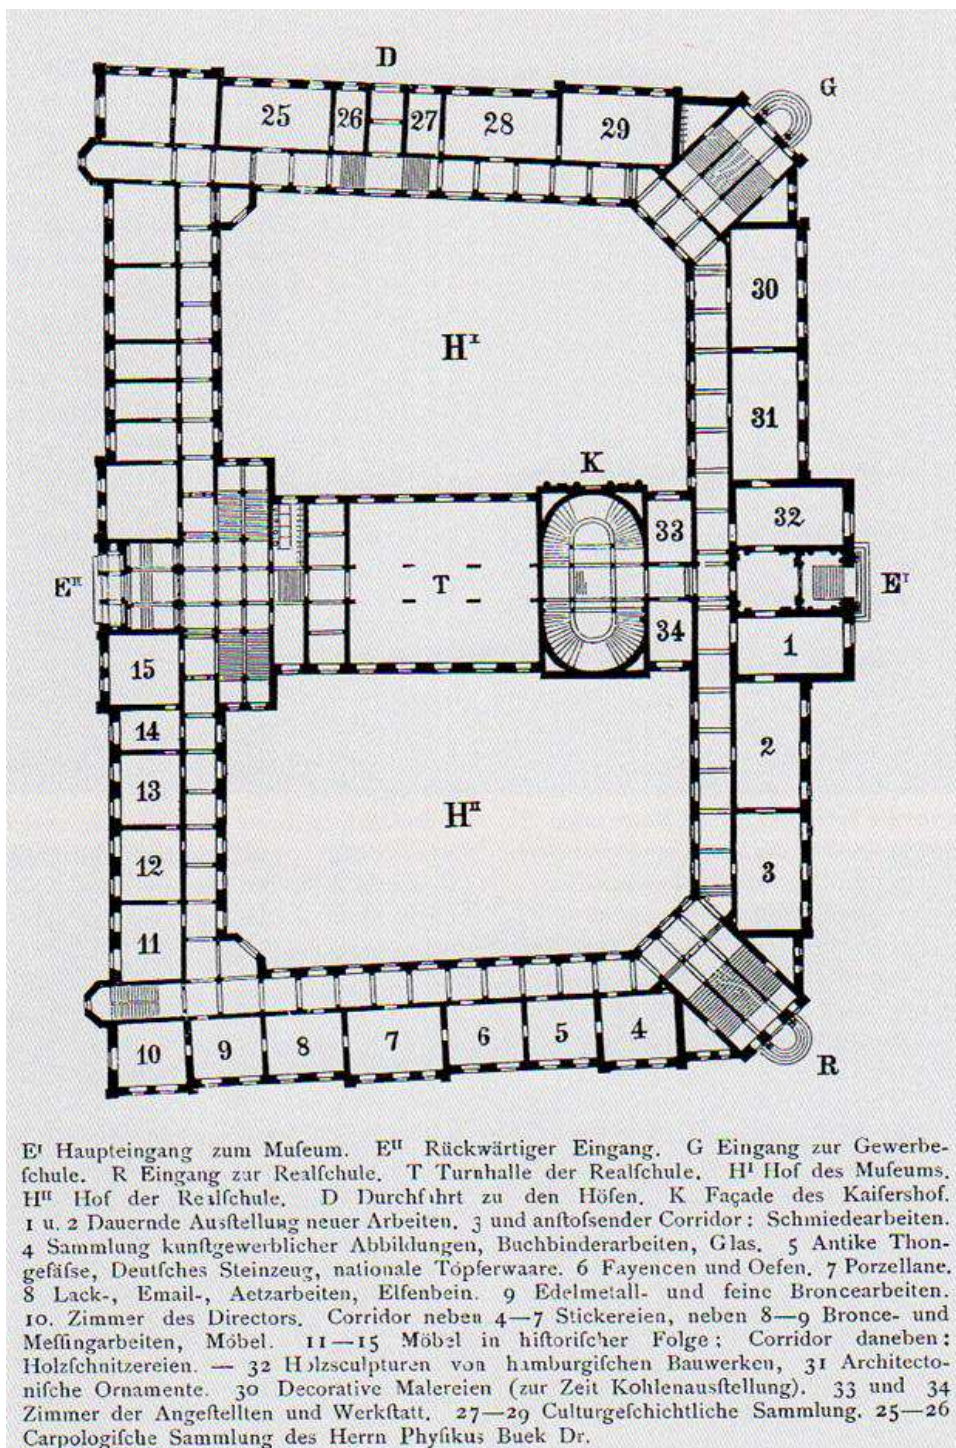 D
G
25
26
27
28
29
30
Hᴵ
31
K
32
33
Eᴵᴵ
T
Eᴵ
34
1
15
14
2
13
Hᴵᴵ
12
3
11
10
9
8
7
6
5
4
R
Eᴵ Haupteingang zum Muſeum. Eᴵᴵ Rückwärtiger Eingang. G Eingang zur Gewerbe-
ſchule. R Eingang zur Realſchule. T Turnhalle der Realſchule. Hᴵ Hof des Muſeums.
Hᴵᴵ Hof der Realſchule. D Durchfahrt zu den Höfen. K Façade des Kaiſershof.
1 u. 2 Dauernde Ausſtellung neuer Arbeiten. 3 und anſtoſsender Corridor: Schmiedearbeiten.
4 Sammlung kunſtgewerblicher Abbildungen, Buchbinderarbeiten, Glas. 5 Antike Thon-
gefäſse, Deutſches Steinzeug, nationale Töpferwaare. 6 Fayencen und Oefen. 7 Porzellane.
8 Lack-, Email-, Aetzarbeiten, Elfenbein. 9 Edelmetall- und feine Broncearbeiten.
10. Zimmer des Directors. Corridor neben 4—7 Stickereien, neben 8—9 Bronce- und
Meſſingarbeiten, Möbel. 11—15 Möbel in hiſtoriſcher Folge; Corridor daneben:
Holzſchnitzereien. — 32 Holzsculpturen von hamburgiſchen Bauwerken, 31 Architecto-
niſche Ornamente. 30 Decorative Malereien (zur Zeit Kohlenausſtellung). 33 und 34
Zimmer der Angeſtellten und Werkſtatt. 27—29 Culturgeſchichtliche Sammlung. 25—26
Carpologiſche Sammlung des Herrn Phyſikus Buek Dr.